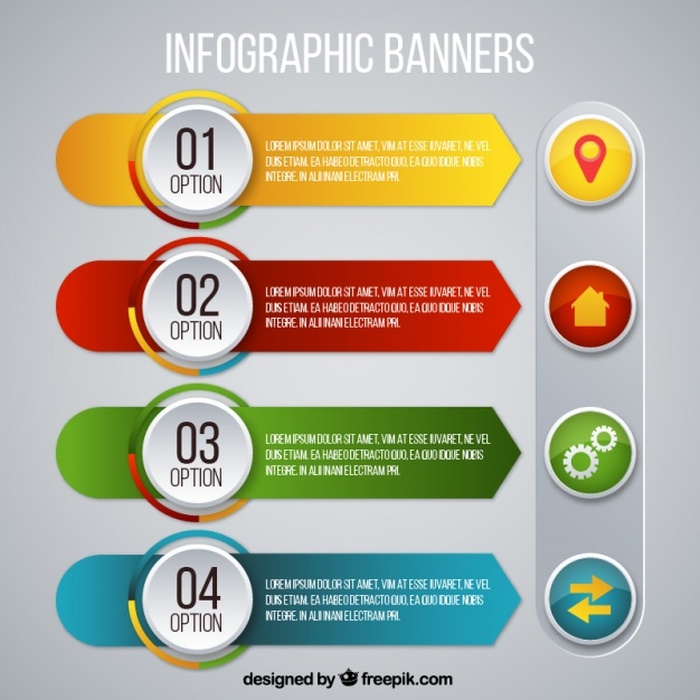 INFOGRAPHIC BANNERS
01
OPTION
LOREM IPSUM DOLOR SIT AMET, VIM AT ESSE IUVARET, NE VEL
DUIS ETIAM. EA HABEO DETRACTO QUO, EA QUO IDQUE NOBIS
INTEGRE. IN ALII INANI ELECTRAM PRI.
02
OPTION
LOREM IPSUM DOLOR SIT AMET, VIM AT ESSE IUVARET, NE VEL
DUIS ETIAM. EA HABEO DETRACTO QUO, EA QUO IDQUE NOBIS
INTEGRE. IN ALII INANI ELECTRAM PRI.
03
OPTION
LOREM IPSUM DOLOR SIT AMET, VIM AT ESSE IUVARET, NE VEL
DUIS ETIAM. EA HABEO DETRACTO QUO, EA QUO IDQUE NOBIS
INTEGRE. IN ALII INANI ELECTRAM PRI.
04
OPTION
LOREM IPSUM DOLOR SIT AMET, VIM AT ESSE IUVARET, NE VEL
DUIS ETIAM. EA HABEO DETRACTO QUO, EA QUO IDQUE NOBIS
INTEGRE. IN ALII INANI ELECTRAM PRI.
designed by freepik.com